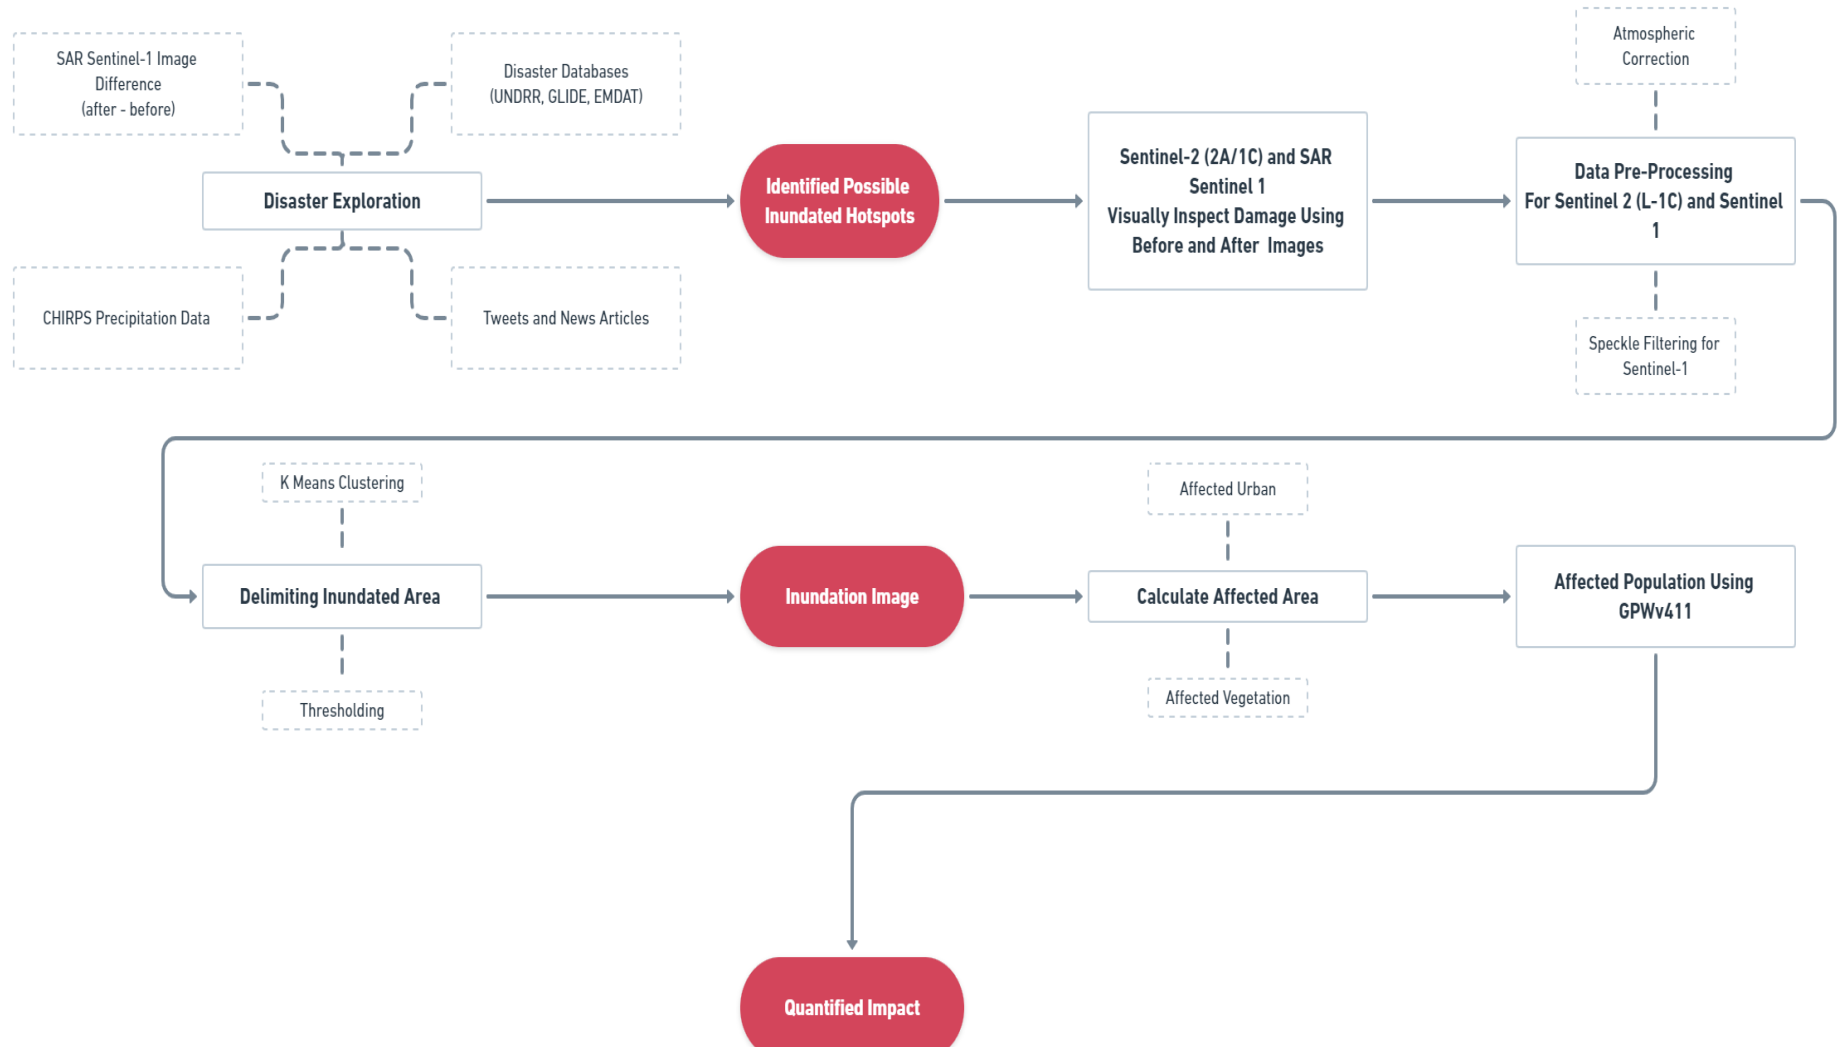 SAR Sentinel-1 Image
Difference
(after - before)
Disaster Databases
(UNDRR, GLIDE, EMDAT)
Disaster Exploration
CHIRPS Precipitation Data
Tweets and News Articles
Identified Possible
Inundated Hotspots
Sentinel-2 (2A/1C) and SAR
Sentinel 1
Visually Inspect Damage Using
Before and After Images
Atmospheric
Correction
Data Pre-Processing
For Sentinel 2 (L-1C) and Sentinel
1
Speckle Filtering for
Sentinel-1
K Means Clustering
Delimiting Inundated Area
Thresholding
Inundation Image
Affected Urban
Calculate Affected Area
Affected Vegetation
Affected Population Using
GPWv411
Quantified Impact